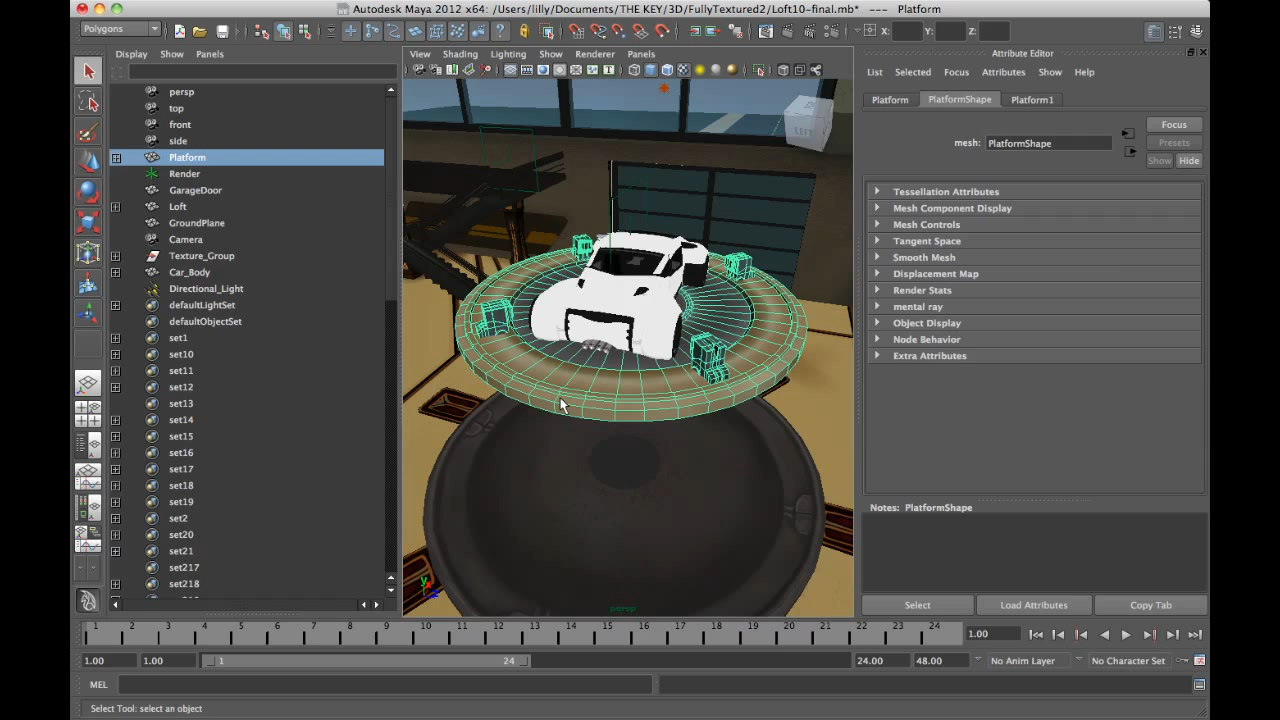 Autodesk Maya 2012 x64: /Users/lilly/Documents/THE KEY/3D/FullyTextured2/Loft10-final.mb* --- Platform
Polygons
X:
Y:
Z:
Display Show Panels
View Shading Lighting Show Renderer Panels
Attribute Editor
List Selected Focus Attributes Show Help
Platform PlatformShape Platform1
mesh: PlatformShape
Focus
Presets
Show Hide
persp
top
front
side
Platform
Render
GarageDoor
Loft
GroundPlane
Camera
Texture_Group
Car_Body
Directional_Light
defaultLightSet
defaultObjectSet
set1
set10
set11
set12
set13
set14
set15
set16
set17
set18
set19
set2
set20
set21
set217
set218
LEFT
persp
y
Tessellation Attributes
Mesh Component Display
Mesh Controls
Tangent Space
Smooth Mesh
Displacement Map
Render Stats
mental ray
Object Display
Node Behavior
Extra Attributes
Notes: PlatformShape
Select Load Attributes Copy Tab
1 2 3 4 5 6 7 8 9 10 11 12 13 14 15 16 17 18 19 20 21 22 23 24
1.00
1.00 1.00 1 24 24.00 48.00 No Anim Layer No Character Set
MEL
Select Tool: select an object